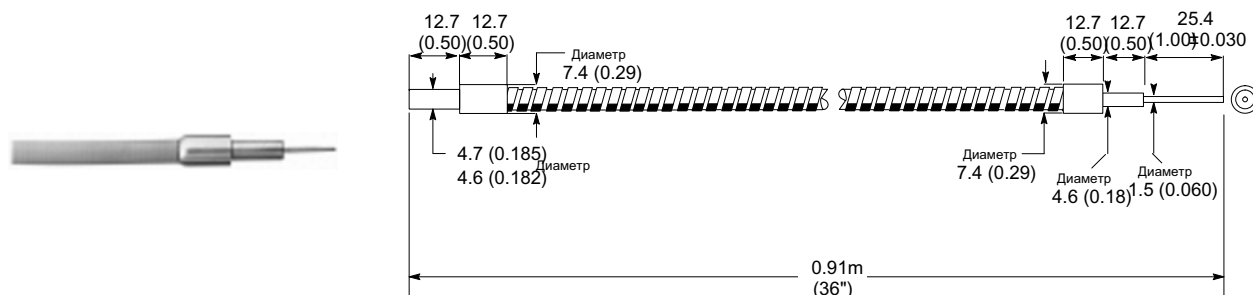 12.7
(0.50)
12.7
(0.50)
Диаметр
7.4 (0.29)
4.7 (0.185)
4.6 (0.182)
Диаметр
12.7
(0.50)
12.7
(0.50)
25.4
(1.00)±0.030
Диаметр
7.4 (0.29)
Диаметр
4.6 (0.18)
Диаметр
1.5 (0.060)
0.91m
(36")